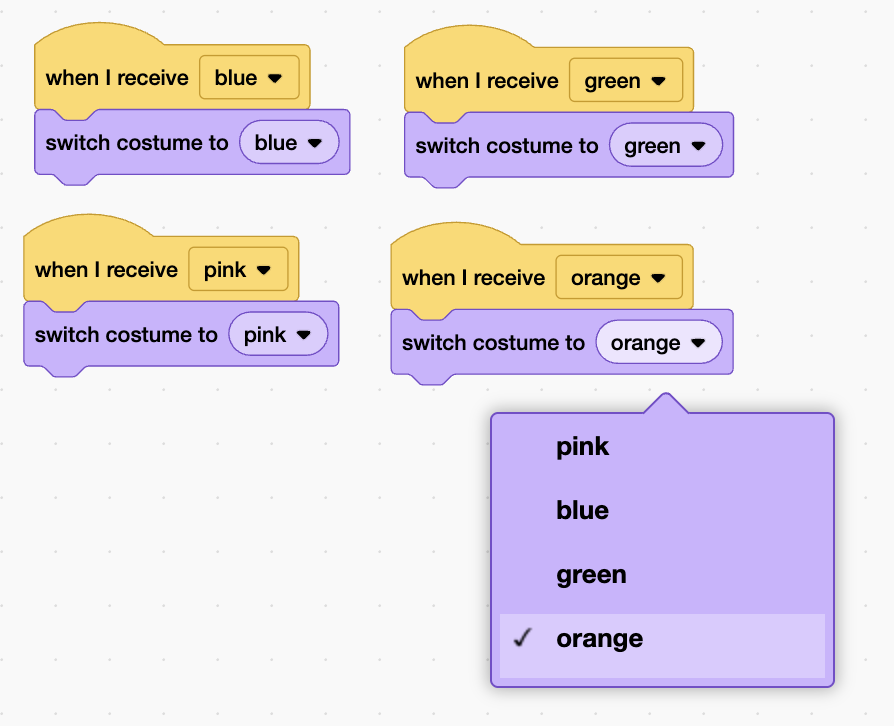 when I receive blue
switch costume to blue
when I receive green
switch costume to green
when I receive pink
switch costume to pink
when I receive orange
switch costume to orange
pink
blue
green
✓ orange